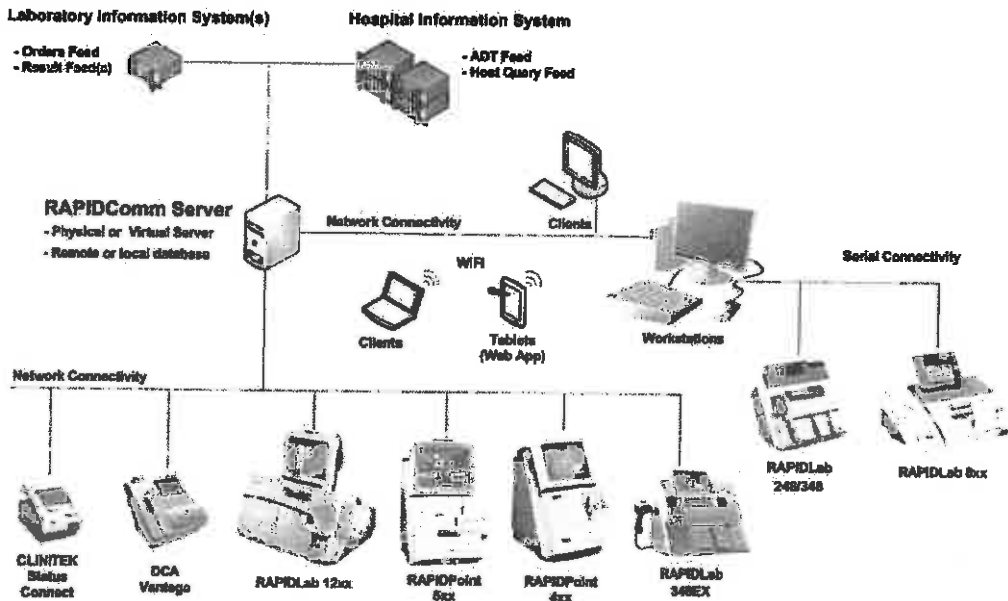 Laboratory Information System(s)
- Orders Feed
- Result Feed(s)
Hospital Information System
- ADT Feed
- Host Query Feed
RAPIDComm Server
- Physical or Virtual Server
- Remote or local database
Network Connectivity
Clients
WiFi
Clients
Tablets
(Web App)
Workstations
Serial Connectivity
Network Connectivity
RAPIDLab
248/348
RAPIDLab 8xx
CLINITEK
Status
Connect
DCA
Vantage
RAPIDLab 12xx
RAPIDPoint
5xx
RAPIDPoint
4xx
RAPIDLab
348EX